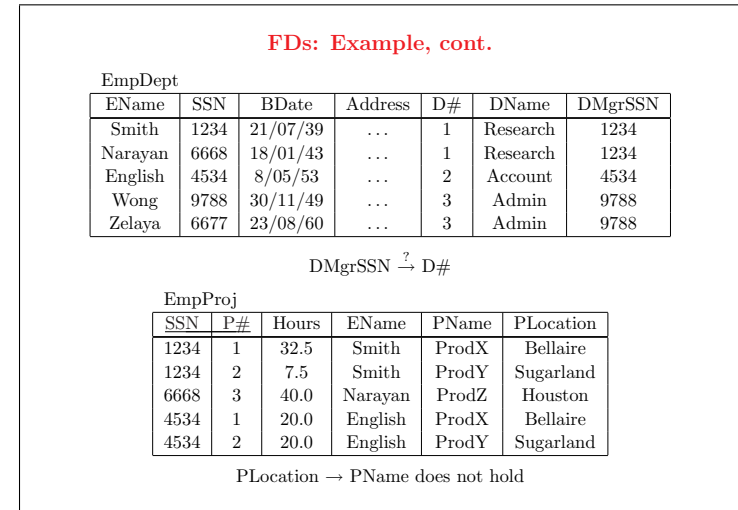 FDs: Example, cont.
EmpDept
EName SSN BDate Address D# DName DMgrSSN
Smith 1234 21/07/39 ... 1 Research 1234
Narayan 6668 18/01/43 ... 1 Research 1234
English 4534 8/05/53 ... 2 Account 4534
Wong 9788 30/11/49 ... 3 Admin 9788
Zelaya 6677 23/08/60 ... 3 Admin 9788
DMgrSSN →? D#
EmpProj
SSN P# Hours EName PName PLocation
1234 1 32.5 Smith ProdX Bellaire
1234 2 7.5 Smith ProdY Sugarland
6668 3 40.0 Narayan ProdZ Houston
4534 1 20.0 English ProdX Bellaire
4534 2 20.0 English ProdY Sugarland
PLocation → PName does not hold